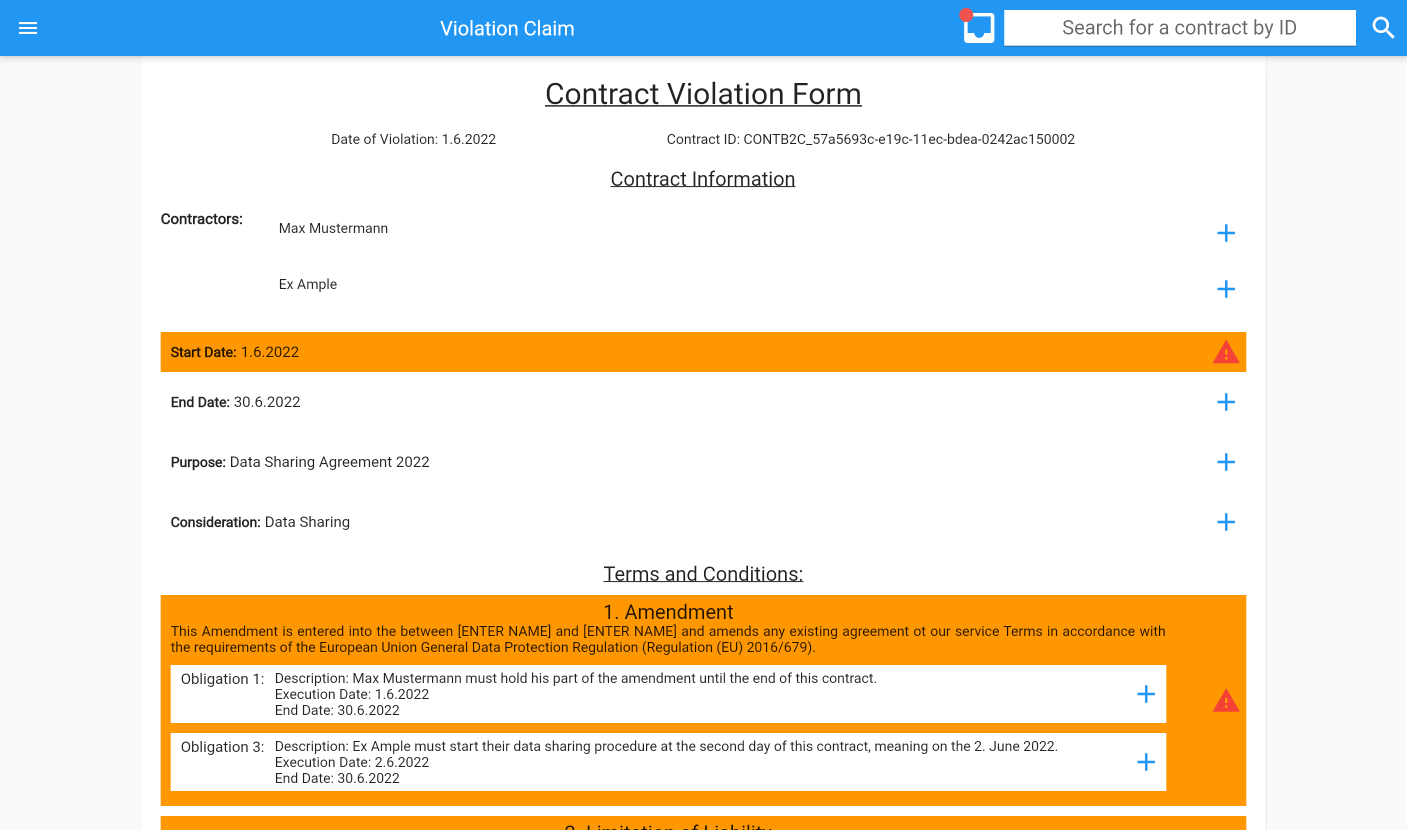 Violation Claim
Search for a contract by ID
Contract Violation Form
Date of Violation: 1.6.2022
Contract ID: CONTB2C_57a5693c-e19c-11ec-bdea-0242ac150002
Contract Information
Contractors:
Max Mustermann
Ex Ample
Start Date: 1.6.2022
End Date: 30.6.2022
Purpose: Data Sharing Agreement 2022
Consideration: Data Sharing
Terms and Conditions:
1. Amendment
This Amendment is entered into the between [ENTER NAME] and [ENTER NAME] and amends any existing agreement ot our service Terms in accordance with
the requirements of the European Union General Data Protection Regulation (Regulation (EU) 2016/679).
Obligation 1: Description: Max Mustermann must hold his part of the amendment until the end of this contract.
Execution Date: 1.6.2022
End Date: 30.6.2022
Obligation 3: Description: Ex Ample must start their data sharing procedure at the second day of this contract, meaning on the 2. June 2022.
Execution Date: 2.6.2022
End Date: 30.6.2022
2. Limitation of Liability